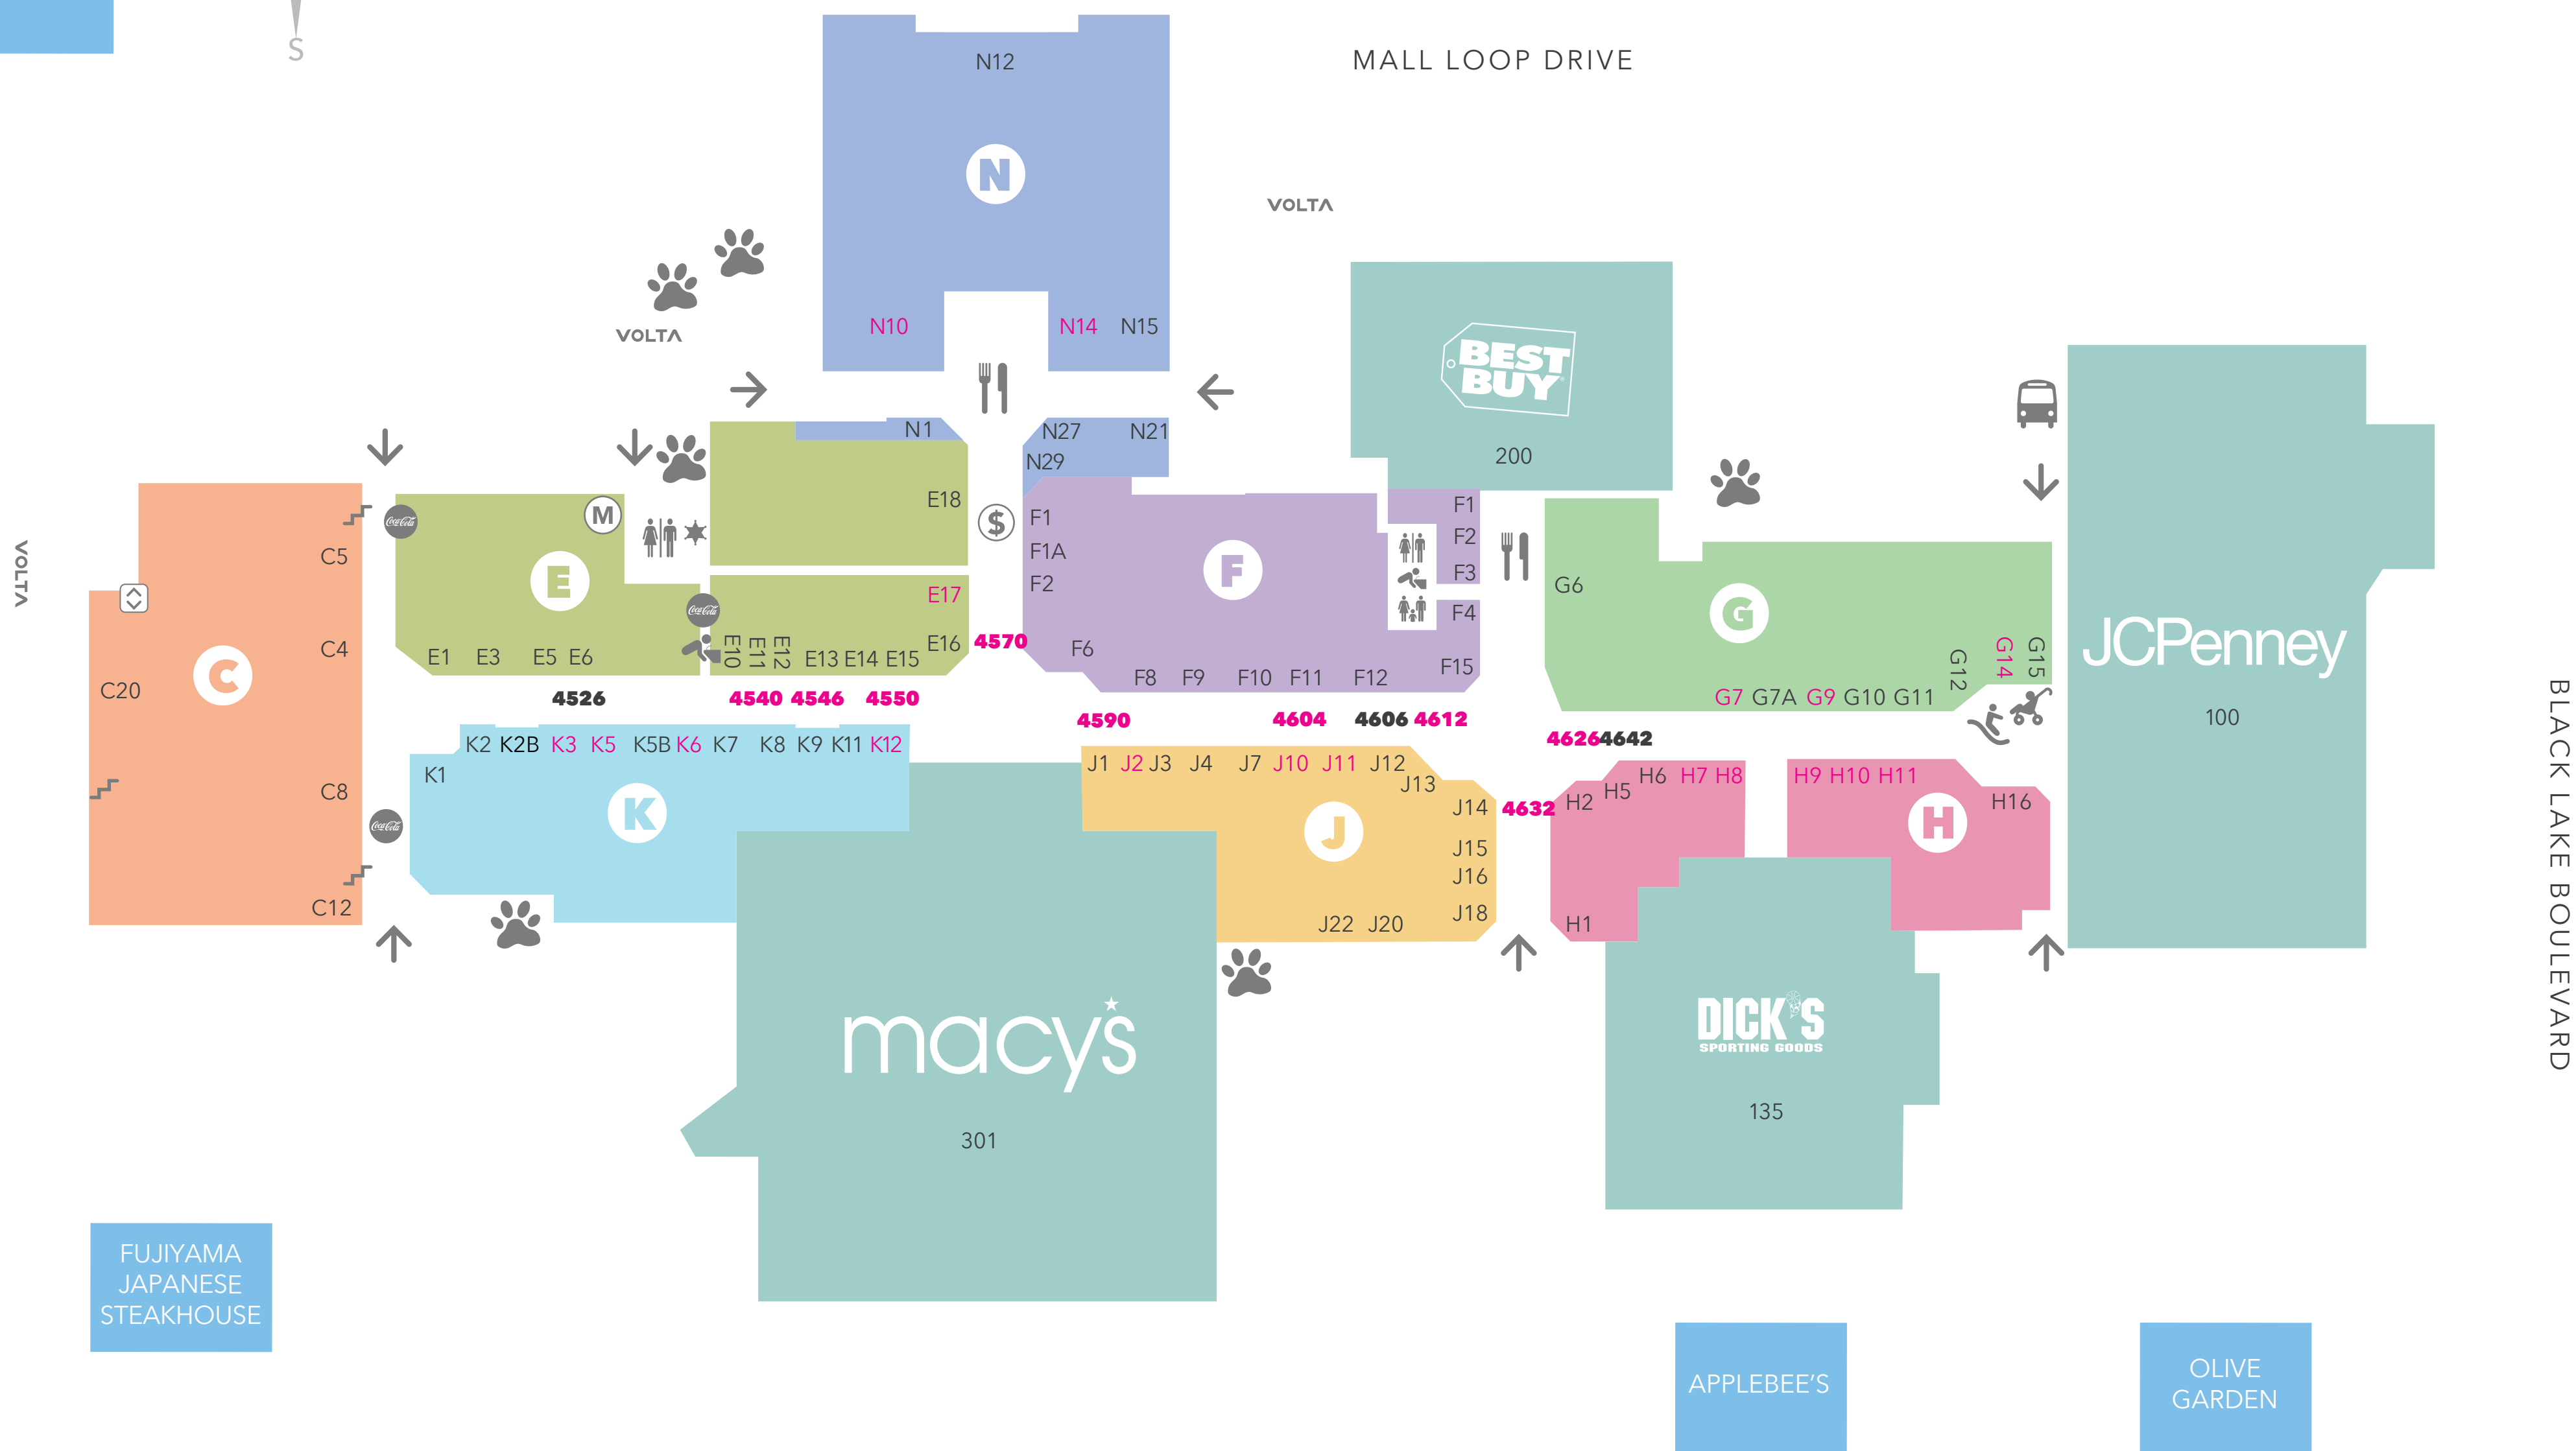 S
MALL LOOP DRIVE
N12
N
VOLTA
N10
N14
N15
VOLTA
BEST
BUY
200
N1
N27
N21
N29
E18
$
F1
F1A
F2
F6
F
F1
F2
F3
F4
F15
F8
F9
F10
F11
F12
M
E
Coca-Cola
Coca-Cola
E1
E3
E5
E6
E10
E11
E12
E13
E14
E15
E16
E17
C5
C4
C
C20
C8
C12
VOLTA
G6
G
G7
G7A
G9
G10
G11
G12
G14
G15
JCPenney
100
BLACK LAKE BOULEVARD
4570
4526
4540
4546
4550
4590
4604
4606
4612
4626
4642
4632
K1
K2
K2B
K3
K5
K5B
K6
K7
K8
K9
K11
K12
K
Coca-Cola
J1
J2
J3
J4
J7
J10
J11
J12
J13
J14
J15
J16
J18
J20
J22
J
H1
H2
H5
H6
H7
H8
H9
H10
H11
H16
H
macy's
301
DICK'S
SPORTING GOODS
135
FUJIYAMA
JAPANESE
STEAKHOUSE
APPLEBEE'S
OLIVE
GARDEN